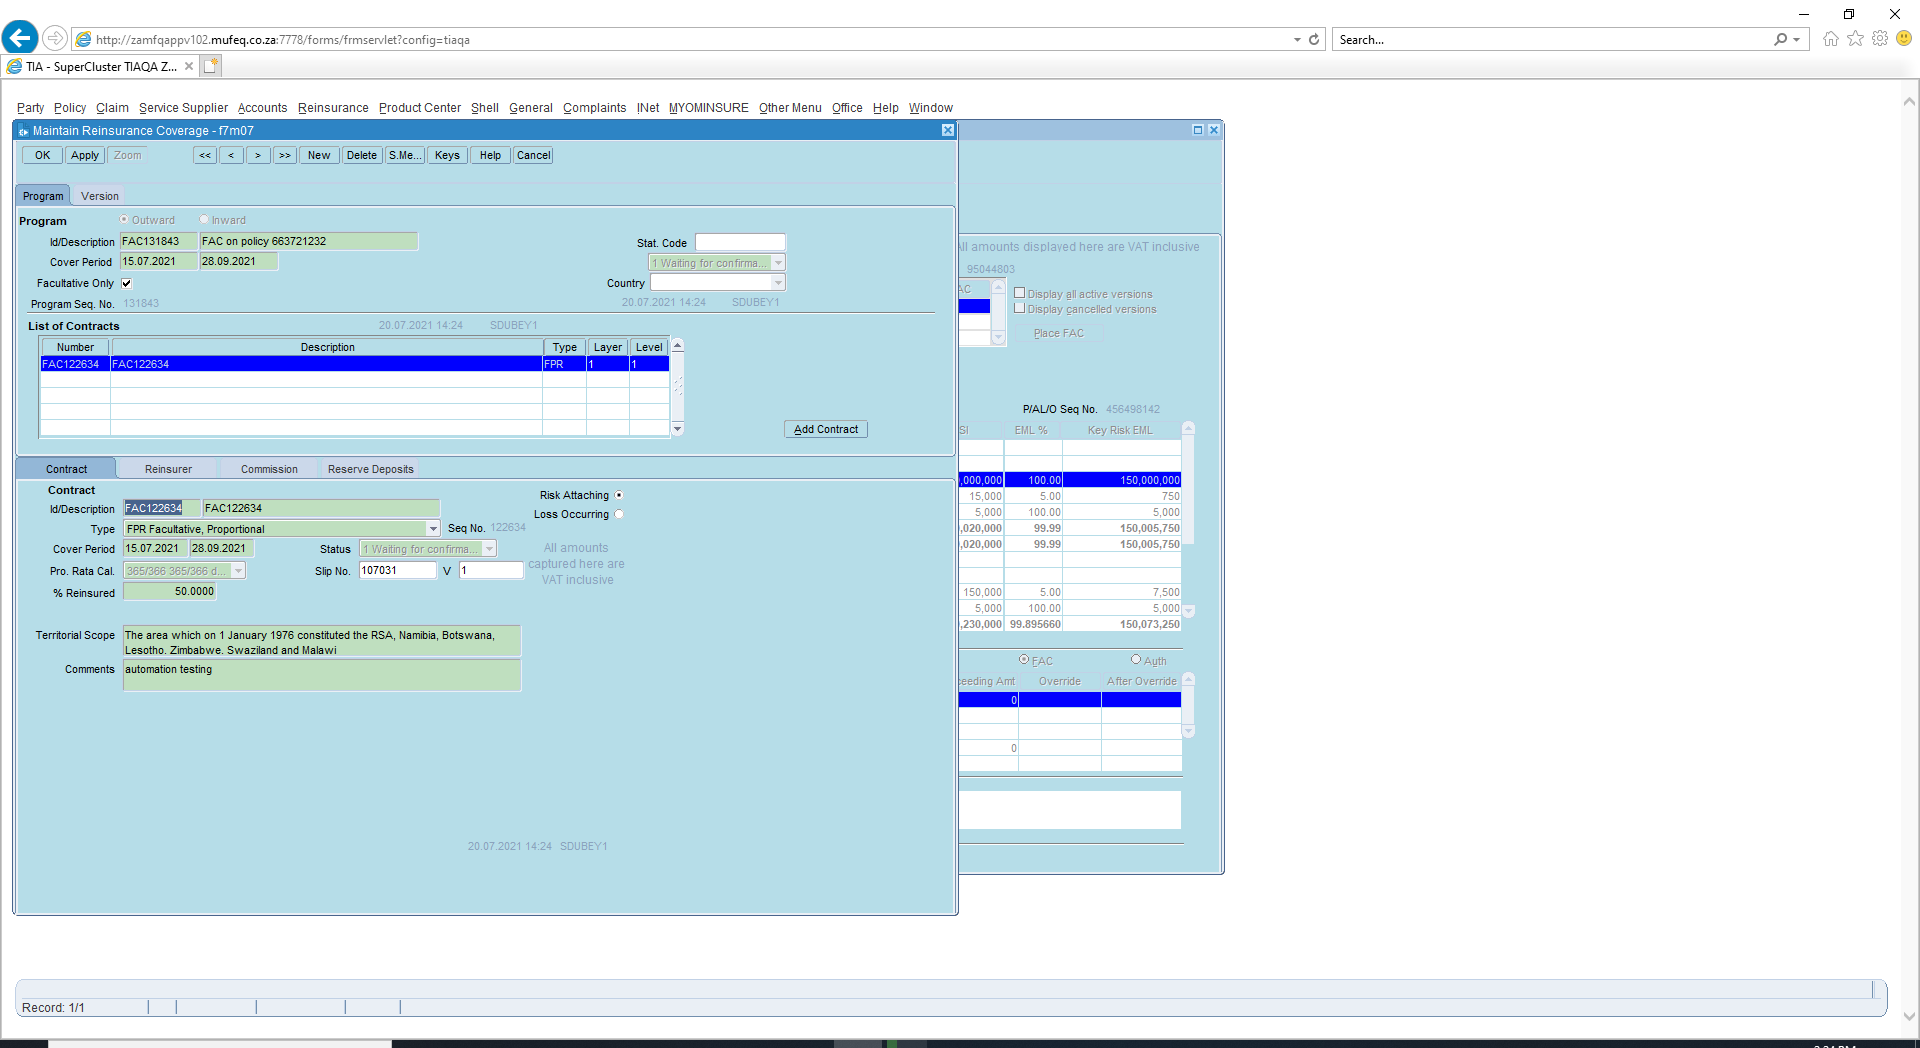 http://zamfqappv102.mufeq.co.za:7778/forms/frmservlet?config=tiaqa
Search...
TIA - SuperCluster TIAQA Z...
Party Policy Claim Service Supplier Accounts Reinsurance Product Center Shell General Complaints INet MYOMINSURE Other Menu Office Help Window
Maintain Reinsurance Coverage - f7m07
OK Apply Zoom << < > >> New Delete S.Me... Keys Help Cancel
Program Version
Program Outward Inward
Id/Description FAC131843 FAC on policy 663721232 Stat. Code
Cover Period 15.07.2021 28.09.2021 1 Waiting for confirma...
Facultative Only Country
Program Seq. No. 131843 20.07.2021 14:24 SDUBEY1
List of Contracts 20.07.2021 14:24 SDUBEY1
Number Description Type Layer Level
FAC122634 FAC122634 FPR 1 1
Add Contract
Contract Reinsurer Commission Reserve Deposits
Contract
Risk Attaching
Id/Description FAC122634 FAC122634
Loss Occurring
Type FPR Facultative, Proportional Seq No. 122634
Cover Period 15.07.2021 28.09.2021 Status 1 Waiting for confirma...
Pro. Rata Cal. 365/366 365/366 d... Slip No. 107031 V 1
All amounts
captured here are
VAT inclusive
% Reinsured 50.0000
Territorial Scope The area which on 1 January 1976 constituted the RSA, Namibia, Botswana,
Lesotho, Zimbabwe, Swaziland and Malawi
Comments automation testing
20.07.2021 14:24 SDUBEY1
All amounts displayed here are VAT inclusive
95044803
AC
Display all active versions
Display cancelled versions
Place FAC
P/AL/O Seq No. 456498142
SI EML % Key Risk EML
,000,000 100.00 150,000,000
15,000 5.00 750
5,000 100.00 5,000
,020,000 99.99 150,005,750
,020,000 99.99 150,005,750
150,000 5.00 7,500
5,000 100.00 5,000
,230,000 99.895660 150,073,250
FAC Auth
ceeding Amt Override After Override
0
0
Record: 1/1